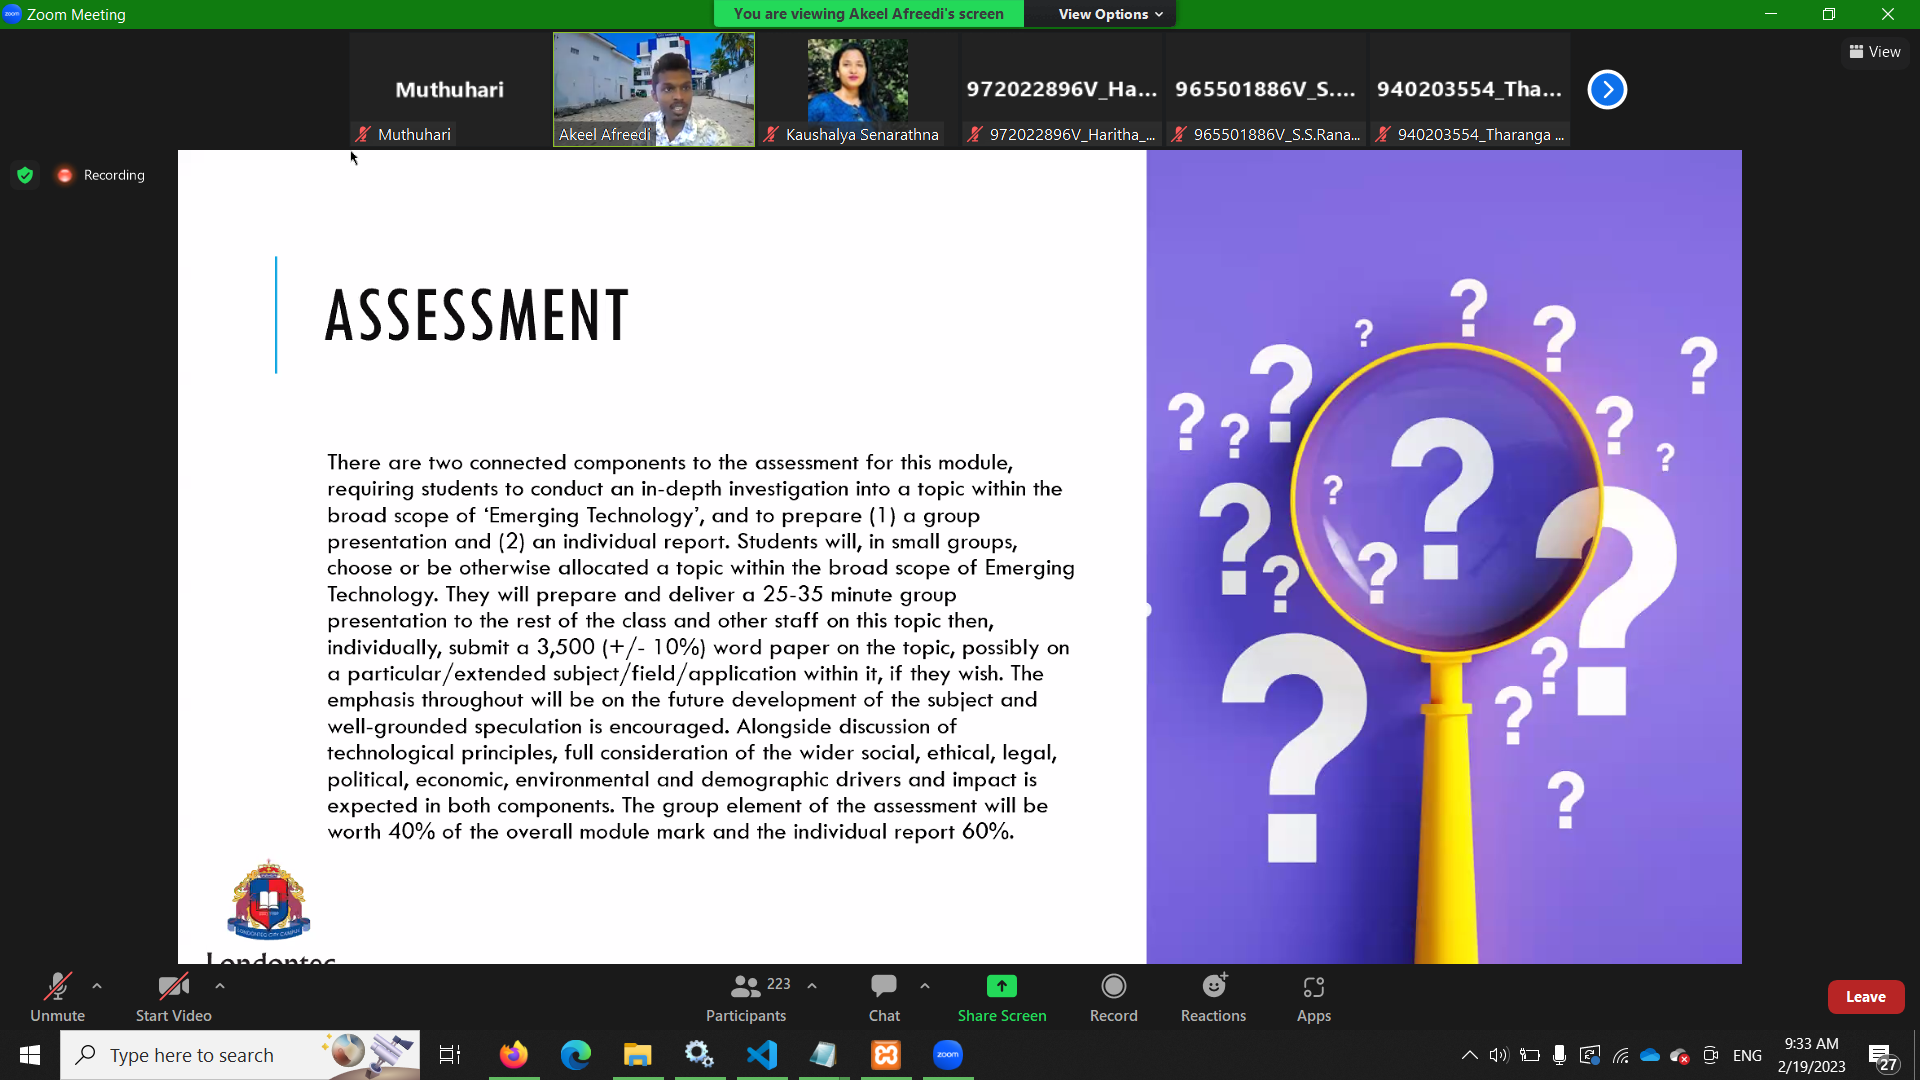 Zoom Meeting
You are viewing Akeel Afreedi's screen
View Options
View
Muthuhari
972022896V_Ha...
965501886V_S....
940203554_Tha...
Muthuhari
Akeel Afreedi
Kaushalya Senarathna
972022896V_Haritha_...
965501886V_S.S.Rana...
940203554_Tharanga ...
Recording
ASSESSMENT
There are two connected components to the assessment for this module,
requiring students to conduct an in-depth investigation into a topic within the
broad scope of ‘Emerging Technology’, and to prepare (1) a group
presentation and (2) an individual report. Students will, in small groups,
choose or be otherwise allocated a topic within the broad scope of Emerging
Technology. They will prepare and deliver a 25-35 minute group
presentation to the rest of the class and other staff on this topic then,
individually, submit a 3,500 (+/- 10%) word paper on the topic, possibly on
a particular/extended subject/field/application within it, if they wish. The
emphasis throughout will be on the future development of the subject and
well-grounded speculation is encouraged. Alongside discussion of
technological principles, full consideration of the wider social, ethical, legal,
political, economic, environmental and demographic drivers and impact is
expected in both components. The group element of the assessment will be
worth 40% of the overall module mark and the individual report 60%.
LONDONTEC CITY CAMPUS
Londontec
Unmute
Start Video
223
Participants
Chat
Share Screen
Record
Reactions
Apps
Leave
Type here to search
zoom
ENG
9:33 AM
2/19/2023
27